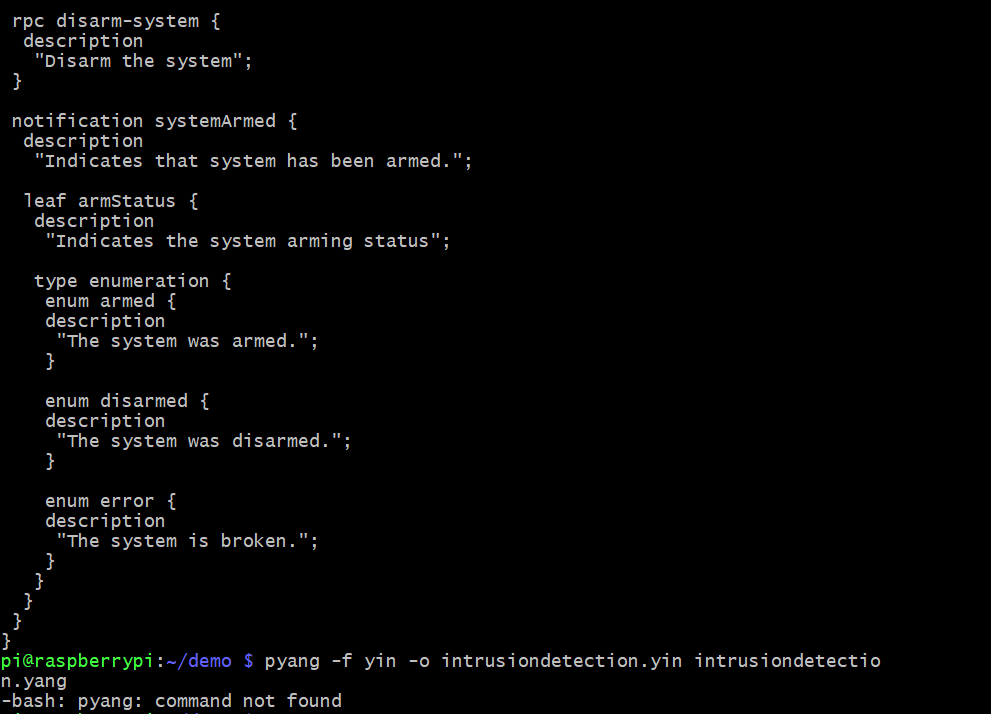 rpc disarm-system {
description
"Disarm the system";
}
notification systemArmed {
description
"Indicates that system has been armed.";
leaf armStatus {
description
"Indicates the system arming status";
type enumeration {
enum armed {
description
"The system was armed.";
}
enum disarmed {
description
"The system was disarmed.";
}
enum error {
description
"The system is broken.";
}
}
}
}
}
pi@raspberrypi:~/demo $ pyang -f yin -o intrusiondetection.yin intrusiondetectio
n.yang
-bash: pyang: command not found